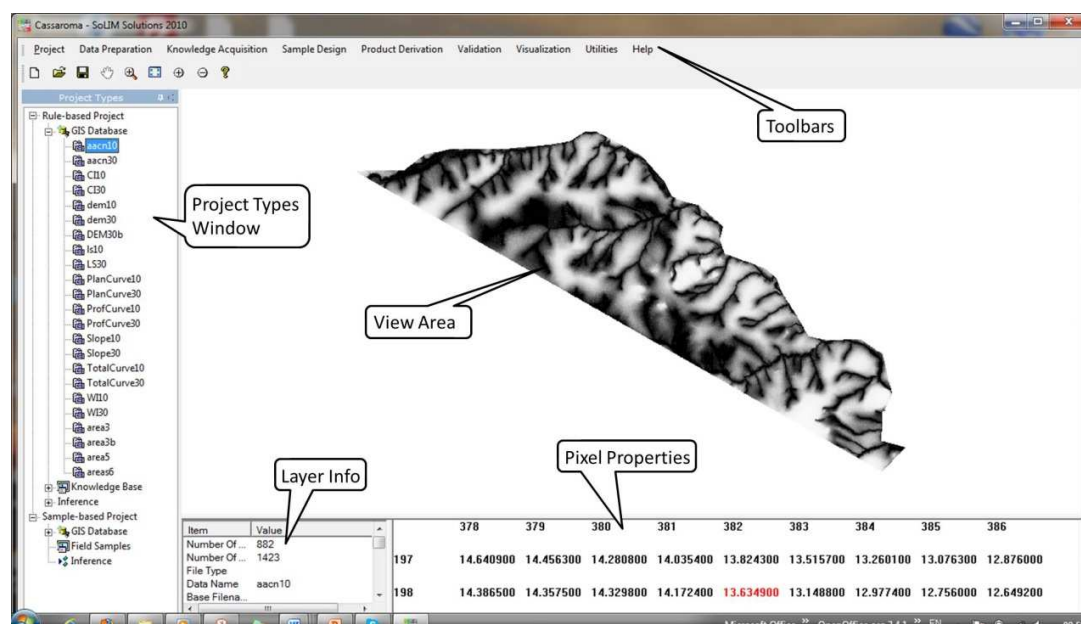 Cassaroma - SoLIM Solutions 2010
Project Data Preparation Knowledge Acquisition Sample Design Product Derivation Validation Visualization Utilities Help
Project Types
Rule-based Project
GIS Database
aacn10
aacn30
CI10
CI30
dem10
dem30
DEM30b
ls10
LS30
PlanCurve10
PlanCurve30
ProfCurve10
ProfCurve30
Slope10
Slope30
TotalCurve10
TotalCurve30
WI10
WI30
area3
area3b
area5
areas6
Knowledge Base
Inference
Sample-based Project
GIS Database
Field Samples
Inference
Toolbars
Project Types
Window
View Area
Pixel Properties
Layer Info
Item Value
Number Of ... 882
Number Of ... 1423
File Type
Data Name aacn10
Base Filena...
378 379 380 381 382 383 384 385 386
197 14.640900 14.456300 14.280800 14.035400 13.824300 13.515700 13.260100 13.076300 12.876000
198 14.386500 14.357500 14.329800 14.172400 13.634900 13.148800 12.977400 12.756000 12.649200